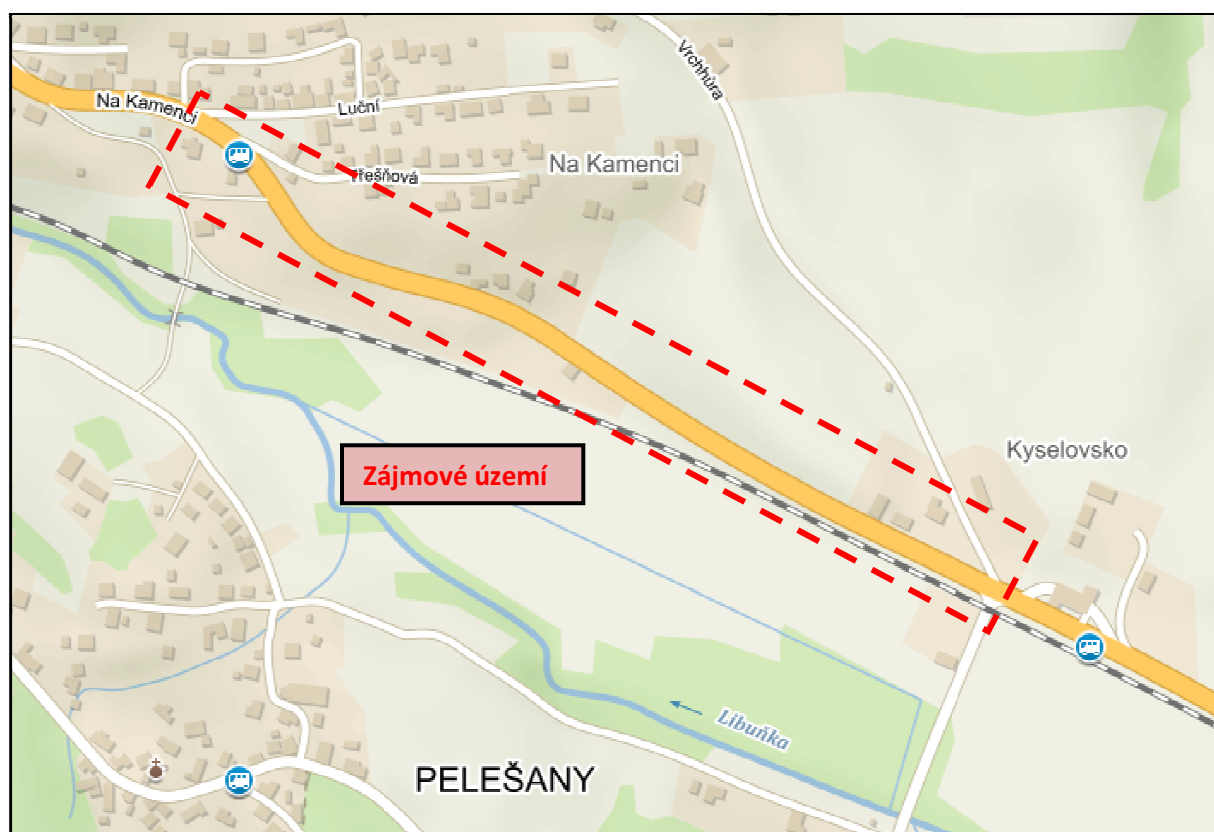 Vrchhůra
Na Kamenci
Luční
Na Kamenci
Třešňová
Kyselovsko
Zájmové území
Libuňka
PELEŠANY